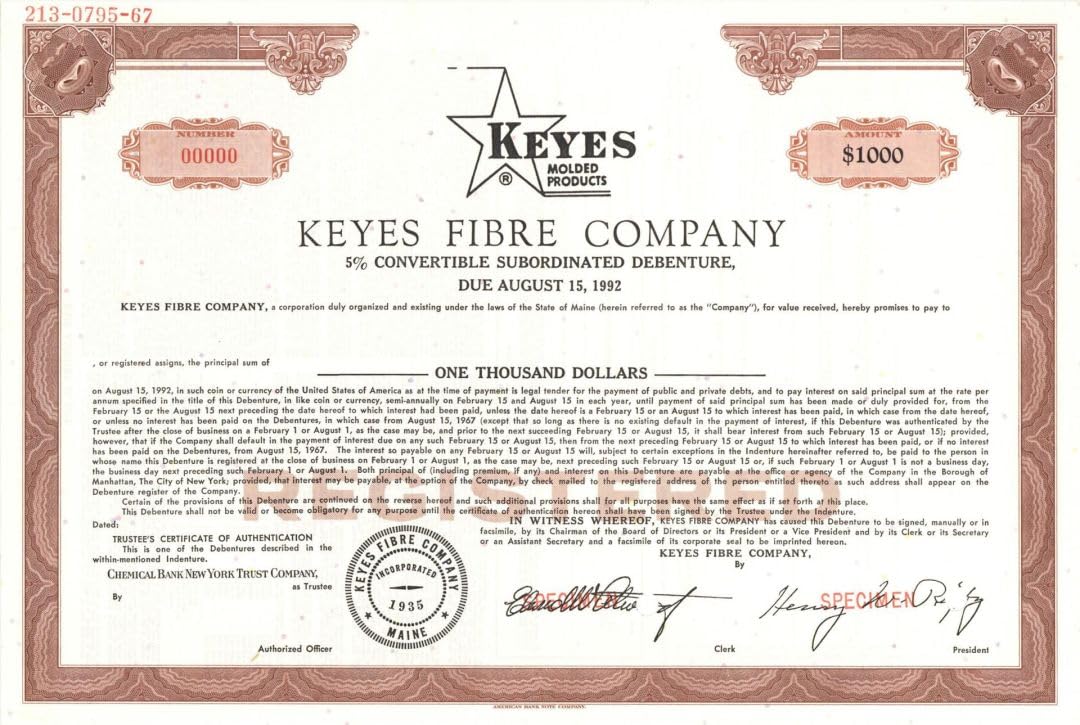 213-0795-67
NUMBER
00000
AMOUNT
$1000
KEYES
MOLDED
PRODUCTS
®
KEYES FIBRE COMPANY
5% CONVERTIBLE SUBORDINATED DEBENTURE,
DUE AUGUST 15, 1992
KEYES FIBRE COMPANY, a corporation duly organized and existing under the laws of the State of Maine (herein referred to as the "Company"), for value received, hereby promises to pay to
, or registered assigns, the principal sum of
ONE THOUSAND DOLLARS
on August 15, 1992, in such coin or currency of the United States of America as at the time of payment is legal tender for the payment of public and private debts, and to pay interest on said principal sum at the rate per
annum specified in the title of this Debenture, in like coin or currency, semi-annually on February 15 and August 15 in each year, until payment of said principal sum has been made or duly provided for, from the
February 15 or the August 15 next preceding the date hereof to which interest had been paid, unless the date hereof is a February 15 or an August 15 to which interest has been paid, in which case from the date hereof,
or unless no interest has been paid on the Debentures, in which case from August 15, 1967 (except that so long as there is no existing default in the payment of interest, if this Debenture was authenticated by the
Trustee after the close of business on a February 1 or August 1, as the case may be, and prior to the next succeeding February 15 or August 15, it shall bear interest from such February 15 or August 15); provided,
however, that if the Company shall default in the payment of interest due on any such February 15 or August 15, then from the next preceding February 15 or August 15 to which interest has been paid, or if no interest
has been paid on the Debentures, from August 15, 1967. The interest so payable on any February 15 or August 15 will, subject to certain exceptions in the Indenture hereinafter referred to, be paid to the person in
whose name this Debenture is registered at the close of business on February 1 or August 1, as the case may be, next preceding such February 15 or August 15 or, if such February 1 or August 1 is not a business day,
the business day next preceding such February 1 or August 1. Both principal of (including premium, if any) and interest on this Debenture are payable at the office or agency of the Company in the Borough of
Manhattan, The City of New York; provided, that the interest may be payable, at the option of the Company, by check mailed to the registered address of the person entitled thereto as such address shall appear on the
Debenture register of the Company.
REGISTERED
Certain of the provisions of this Debenture are continued on the reverse hereof and such additional provisions shall for all purposes have the same effect as if set forth at this place.
This Debenture shall not be valid or become obligatory for any purpose until the certificate of authentication hereon shall have been signed by the Trustee under the Indenture.
IN WITNESS WHEREOF, KEYES FIBRE COMPANY has caused this Debenture to be signed, manually or in
facsimile, by its Chairman of the Board of Directors or its President or a Vice President and by its Clerk or its Secretary
or an Assistant Secretary and a facsimile of its corporate seal to be imprinted hereon.
KEYES FIBRE COMPANY,
By
Dated:
TRUSTEE'S CERTIFICATE OF AUTHENTICATION
This is one of the Debentures described in the
within-mentioned Indenture.
CHEMICAL BANK NEW YORK TRUST COMPANY,
as Trustee
By
Authorized Officer
KEYES FIBRE COMPANY
INCORPORATED
1935
MAINE
SPECIMEN
Clerk
SPECIMEN
President
AMERICAN BANK NOTE COMPANY.